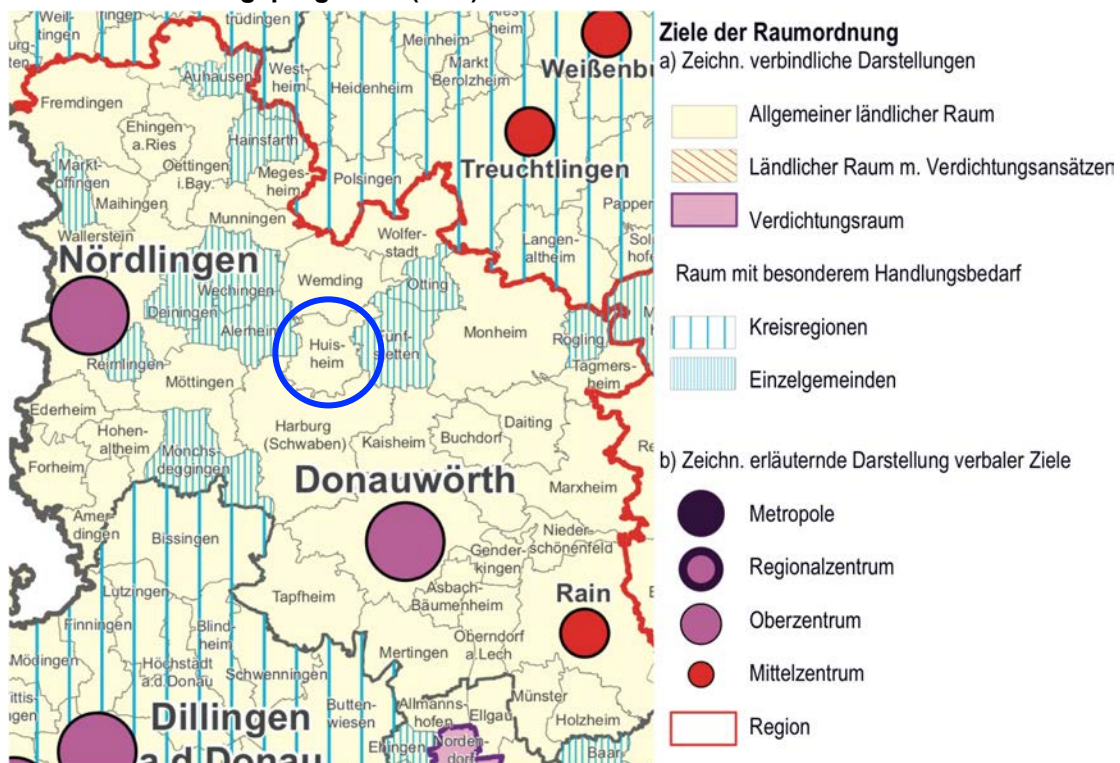 trüdingen
Meinheim
Markt
Berolzheim
Weißenbu
Auhausen
West-
heim
Heidenheim
Fremdingen
Ehingen
a.Ries
Hainsfarth
Treuchtlingen
Markt-
offingen
Oettingen
i.Bay.
Meges-
heim
Polsingen
Maihingen
Munningen
Wallerstein
Wolfer-
stadt
Langen-
altheim
Nördlingen
Wemding
Otting
Wechingen
Deiningen
Alerheim
Huis-
heim
Fünf-
stetten
Monheim
Rögling
Reimlingen
Möttingen
Tagmers-
heim
Ederheim
Hohen-
altheim
Harburg
(Schwaben)
Kaisheim
Buchdorf
Daiting
Forheim
Mönchs-
deggingen
Donauwörth
Marxheim
Amer-
dingen
Bissingen
Nieder-
schönenfeld
Gender-
kingen
Lutzingen
Tapfheim
Asbach-
Bäumenheim
Rain
Finningen
Blind-
heim
Oberndorf
a.Lech
Mödingen
Höchstädt
a.d.Donau
Schwenningen
Mertingen
Butten-
wiesen
Allmanns-
hofen
Ellgau
Münster
Holzheim
Dillingen
a.d.Donau
Ehingen
Norden-
dorf
Baar
Ziele der Raumordnung
a) Zeichn. verbindliche Darstellungen
Allgemeiner ländlicher Raum
Ländlicher Raum m. Verdichtungsansätzen
Verdichtungsraum
Raum mit besonderem Handlungsbedarf
Kreisregionen
Einzelgemeinden
b) Zeichn. erläuternde Darstellung verbaler Ziele
Metropole
Regionalzentrum
Oberzentrum
Mittelzentrum
Region